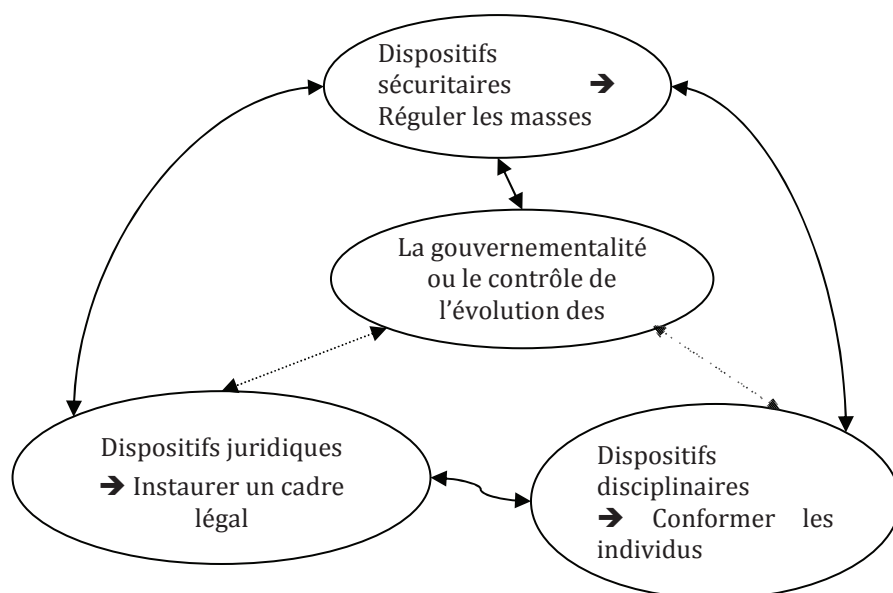 Dispositifs
sécuritaires ➔
Réguler les masses
La gouvernementalité
ou le contrôle de
l’évolution des
Dispositifs juridiques
➔ Instaurer un cadre
légal
Dispositifs
disciplinaires
➔ Conformer les
individus